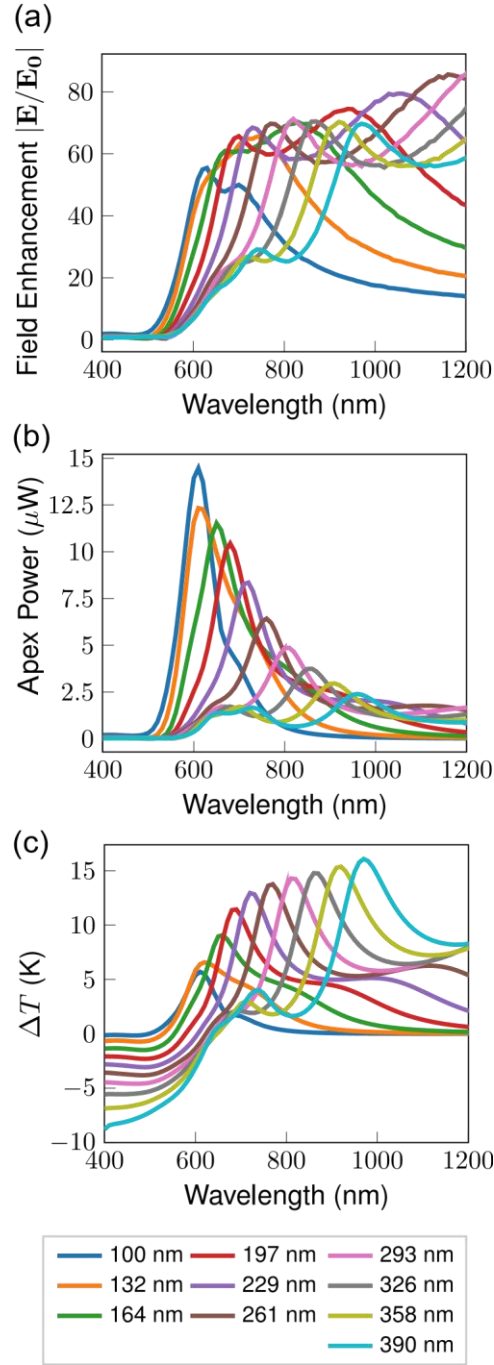 (a)
Field Enhancement |E/E₀|
80
60
40
20
0
400 600 800 1000 1200
Wavelength (nm)
(b)
Apex Power (μW)
15
12.5
10
7.5
5
2.5
0
400 600 800 1000 1200
Wavelength (nm)
(c)
ΔT (K)
15
10
5
0
−5
−10
400 600 800 1000 1200
Wavelength (nm)
100 nm 197 nm 293 nm
132 nm 229 nm 326 nm
164 nm 261 nm 358 nm
390 nm